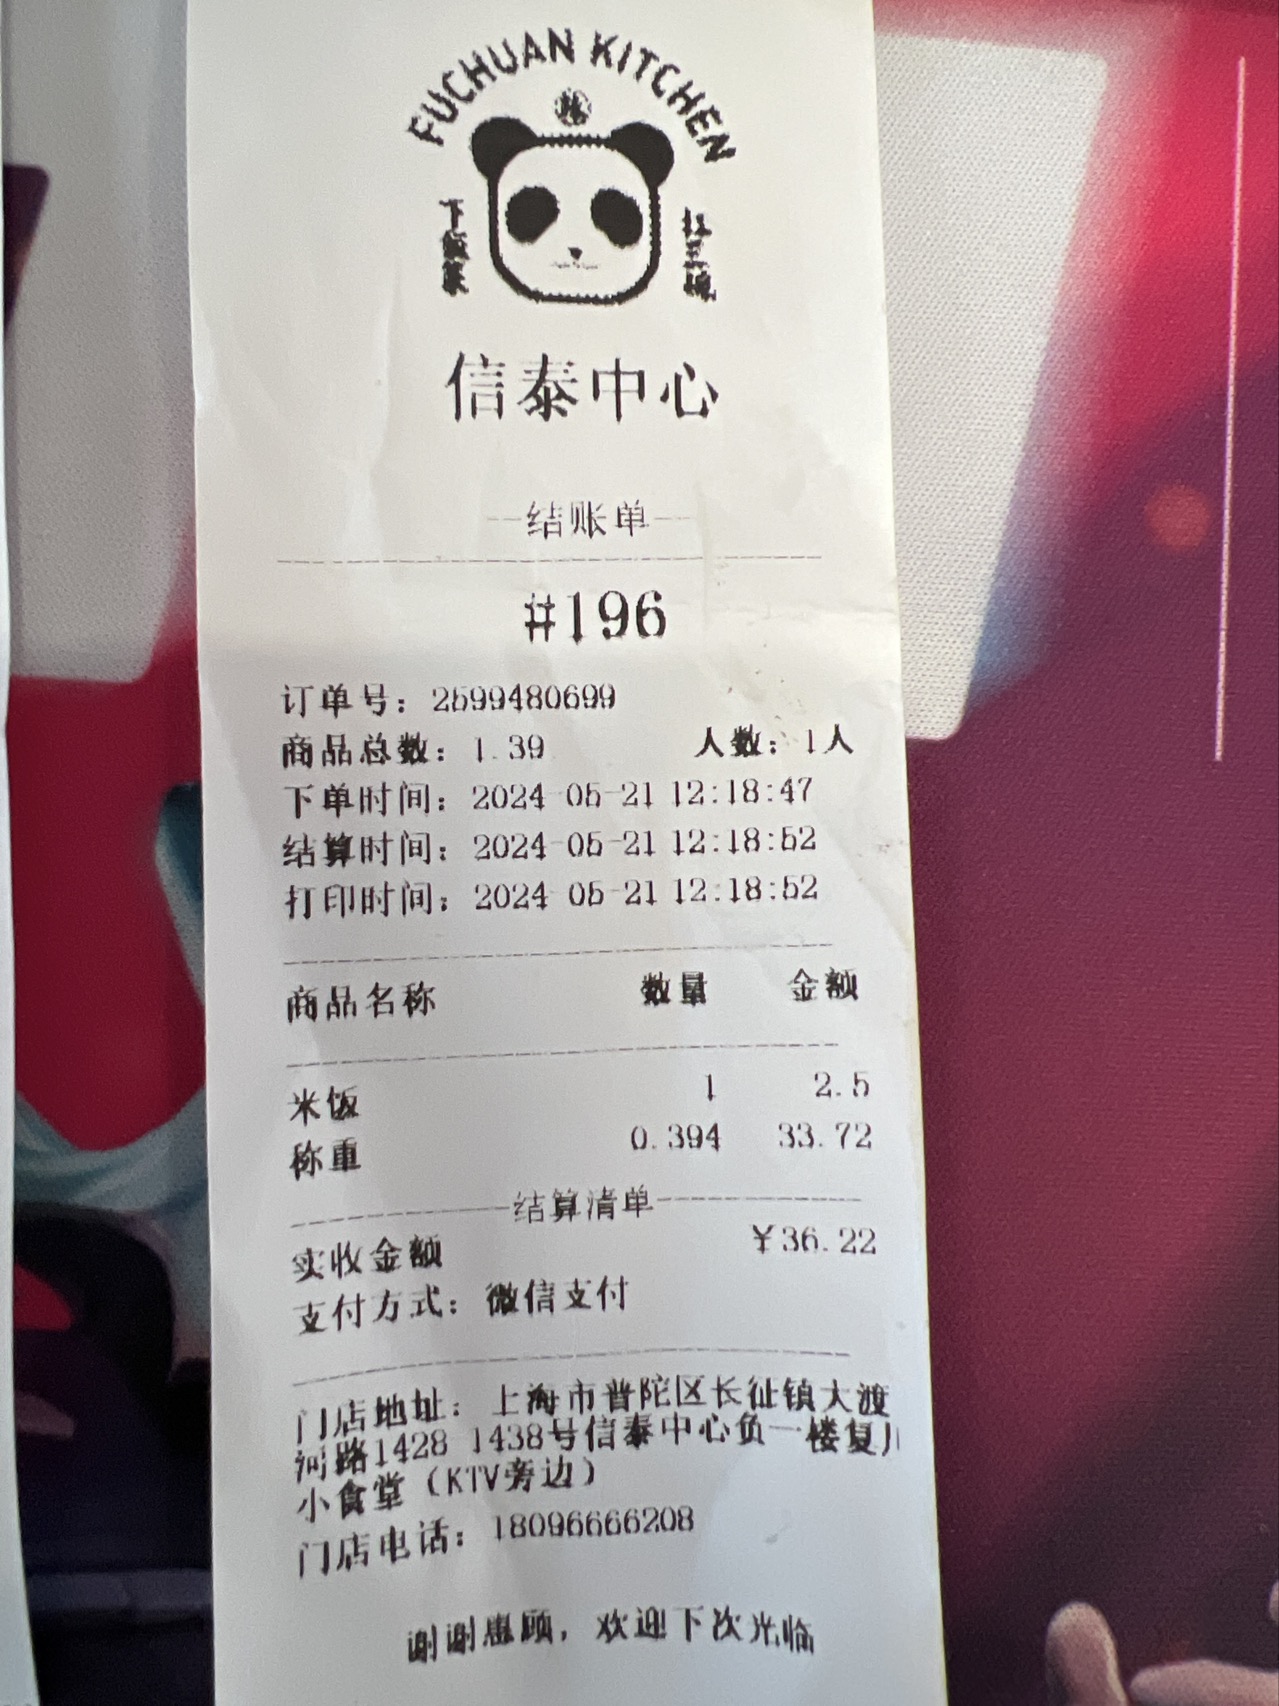 FUCHUAN KITCHEN
下饭菜
扛三碗
信泰中心
结账单
#196
订单号：2599480699
商品总数：1.39 人数：1人
下单时间：2024-05-21 12:18:47
结算时间：2024-05-21 12:18:52
打印时间：2024-05-21 12:18:52
商品名称 数量 金额
米饭 1 2.5
称重 0.394 33.72
结算清单
实收金额 ¥36.22
支付方式：微信支付
门店地址：上海市普陀区长征镇大渡
河路1428-1438号信泰中心负一楼复川
小食堂（KTV旁边）
门店电话：18096666208
谢谢惠顾，欢迎下次光临